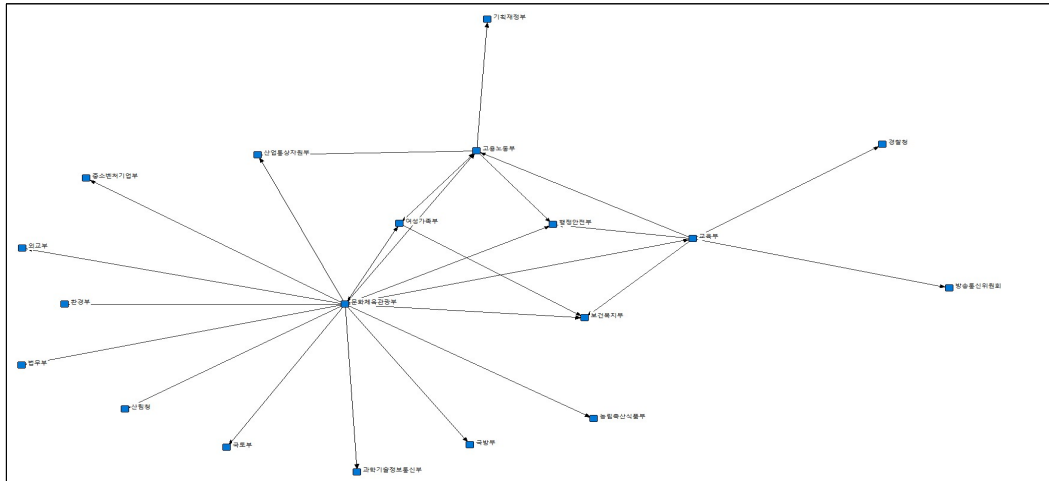 기획재정부
경찰청
고용노동부
산업통상자원부
중소벤처기업부
여성가족부
행정안전부
교육부
외교부
방송통신위원회
환경부
문화체육관광부
보건복지부
법무부
산림청
농림축산식품부
국토부
국방부
과학기술정보통신부